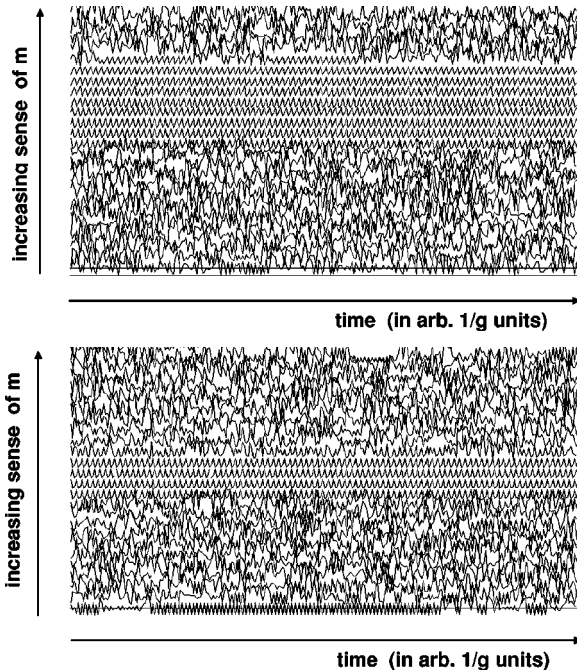 increasing sense of m
time (in arb. 1/g units)
increasing sense of m
time (in arb. 1/g units)